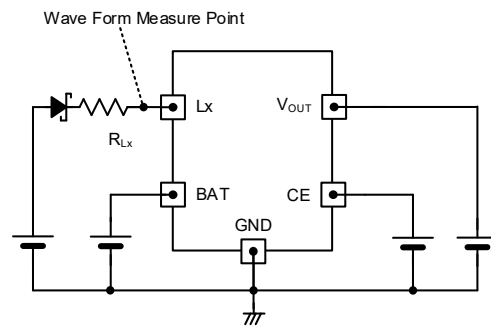 Wave Form Measure Point
Lx
VOUT
RLx
BAT
CE
GND